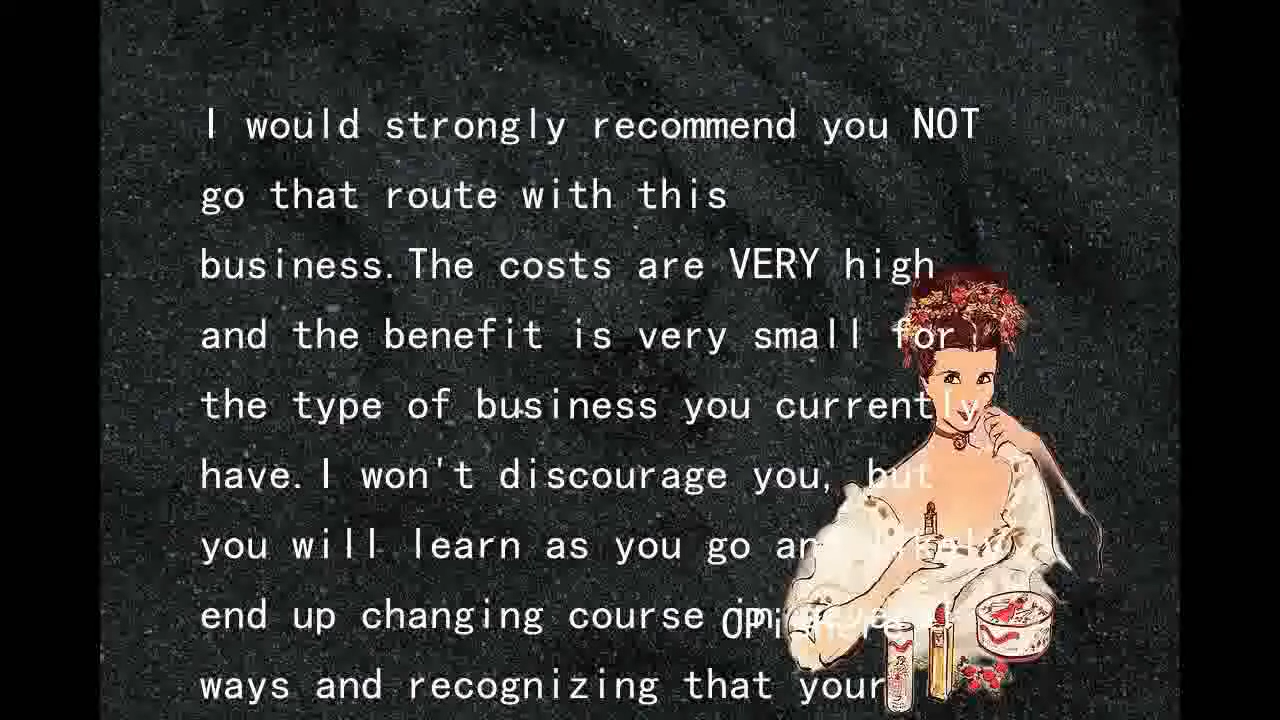 I would strongly recommend you NOT
go that route with this
business.The costs are VERY high
and the benefit is very small for
the type of business you currently
have.I won't discourage you, but
you will learn as you go and likely
end up changing course in
ways and recognizing that your